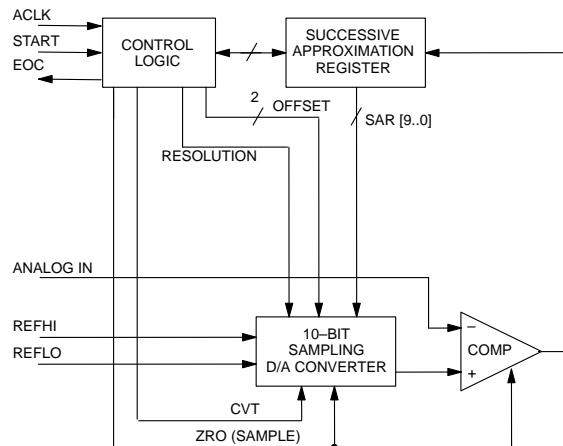 ACLK
START
EOC
CONTROL
LOGIC
SUCCESSIVE
APPROXIMATION
REGISTER
2
OFFSET
SAR [9..0]
RESOLUTION
ANALOG IN
REFHI
REFLO
10–BIT
SAMPLING
D/A CONVERTER
–
+
COMP
CVT
ZRO (SAMPLE)